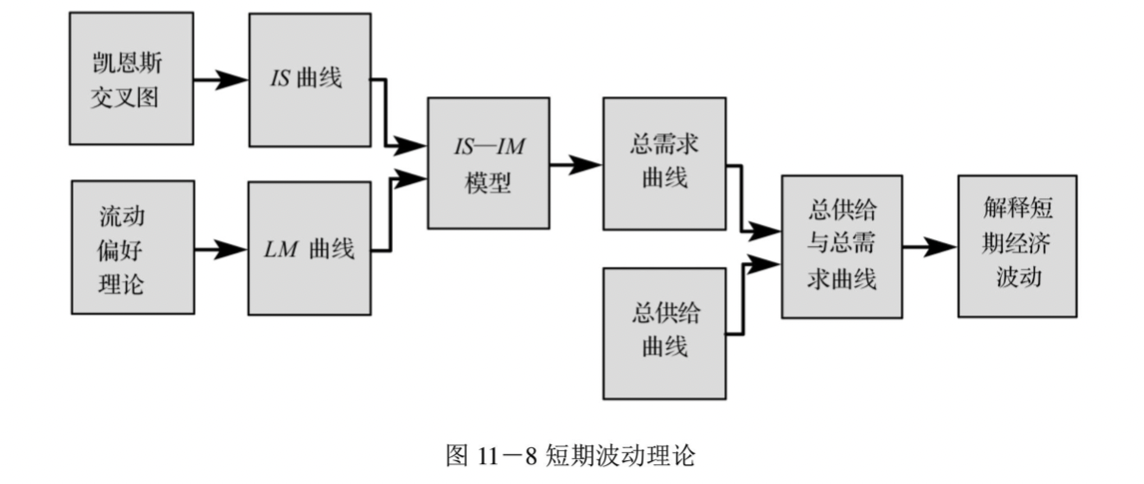 凯恩斯
交叉图
IS 曲线
流动
偏好
理论
LM 曲线
IS—IM
模型
总需求
曲线
总供给
曲线
总供给
与总需
求曲线
解释短
期经济
波动
图 11－8 短期波动理论